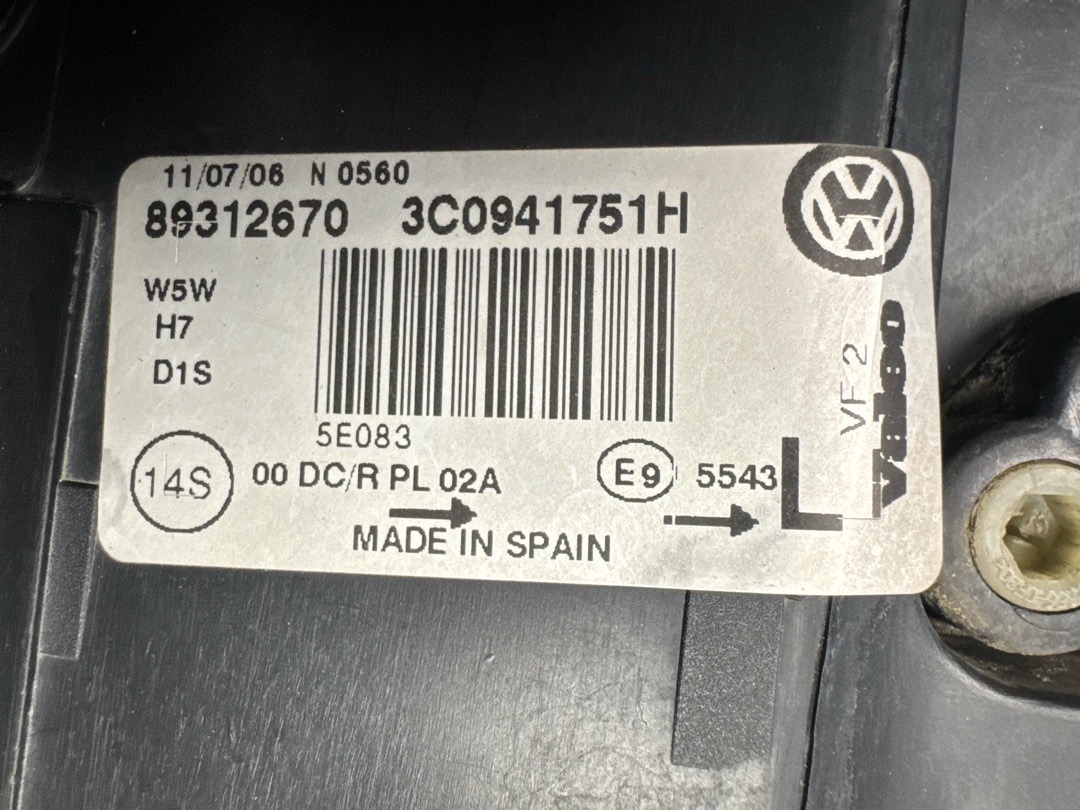 11/07/06 N 0560
89312670 3C0941751H
W5W
H7
D1S
5E083
14S 00 DC/R PL 02A E9 5543 L
MADE IN SPAIN
VF 2
Valeo